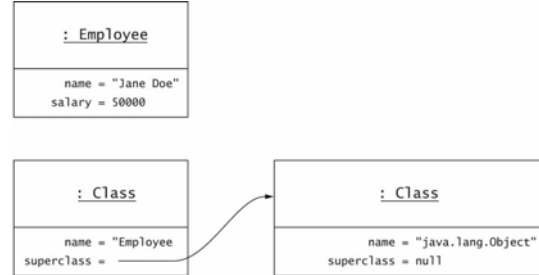 : Employee
name = "Jane Doe"
salary = 50000
: Class
name = "Employee
superclass =
: Class
name = "java.lang.Object"
superclass = null